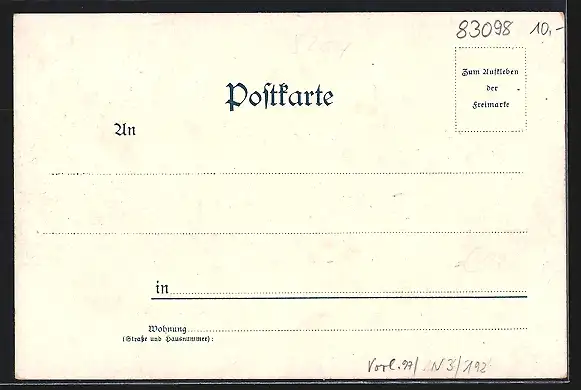 83098 10,-
Postkarte
Zum Aufkleben
der
Freimarke
An
in
Wohnung
(Straße und Hausnummer):
Vorl. 97/ N3/192